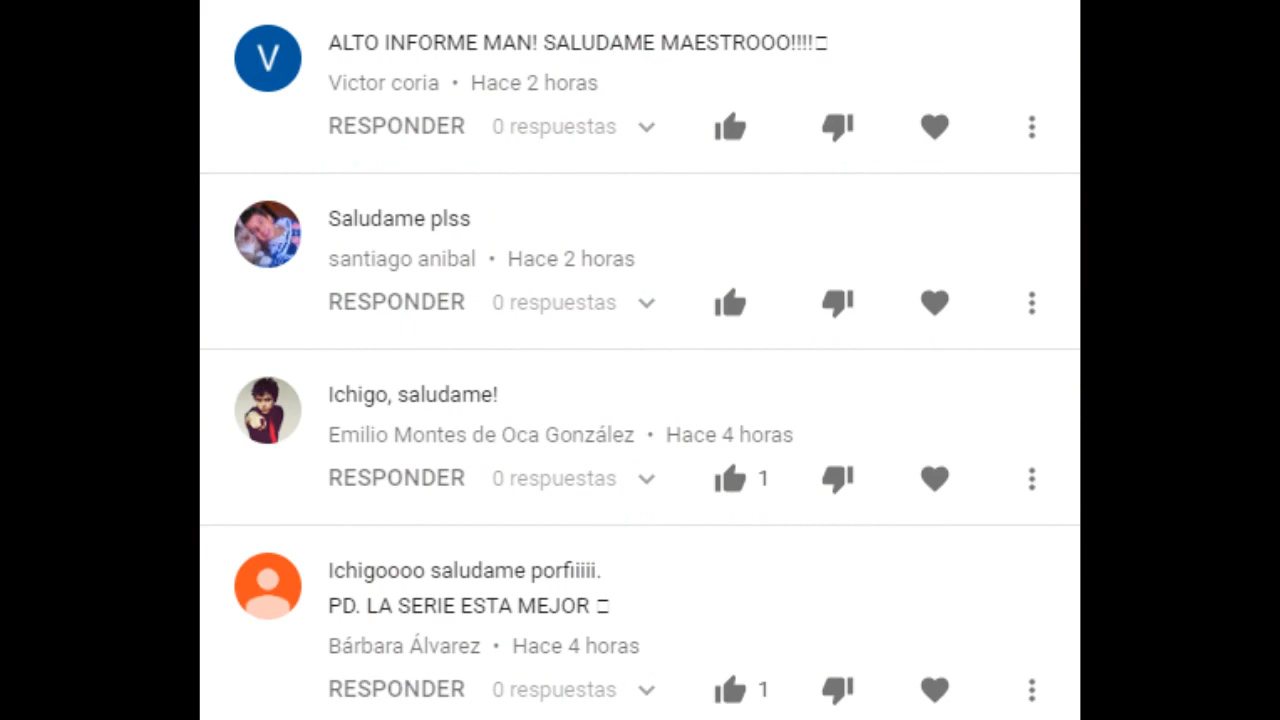 V
ALTO INFORME MAN! SALUDAME MAESTROOO!!!!□
Victor coria • Hace 2 horas
RESPONDER 0 respuestas
Saludame plss
santiago anibal • Hace 2 horas
RESPONDER 0 respuestas
Ichigo, saludame!
Emilio Montes de Oca González • Hace 4 horas
RESPONDER 0 respuestas 1
Ichigoooo saludame porfiiiii.
PD. LA SERIE ESTA MEJOR □
Bárbara Álvarez • Hace 4 horas
RESPONDER 0 respuestas 1